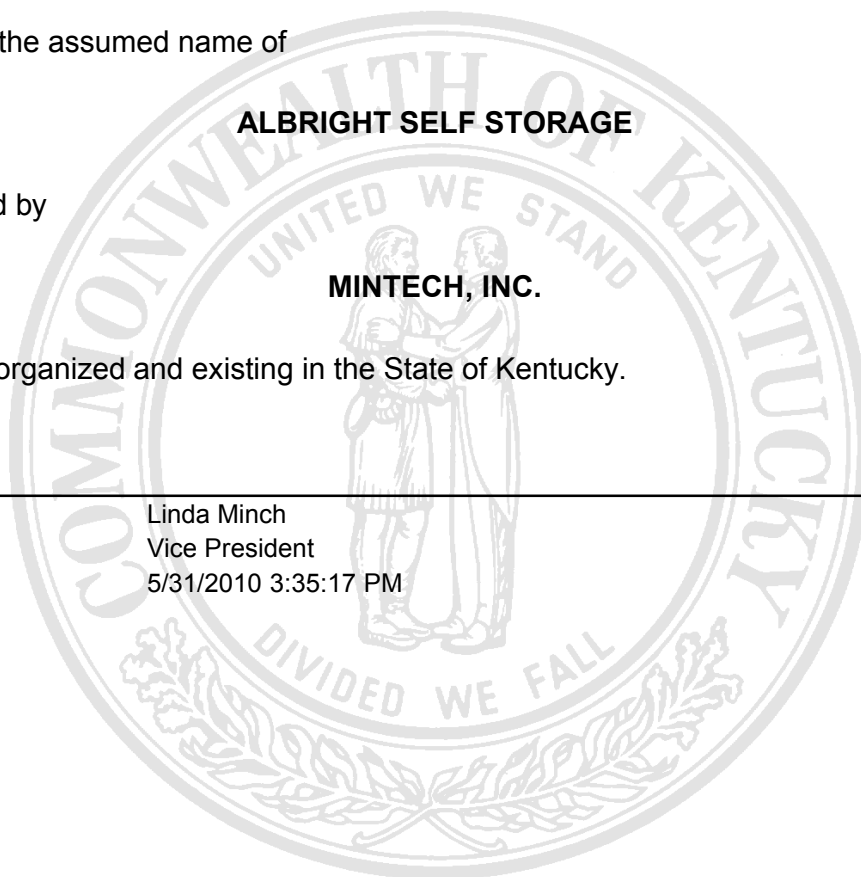 the assumed name of
ALBRIGHT SELF STORAGE
d by
MINTECH, INC.
organized and existing in the State of Kentucky.
Linda Minch
Vice President
5/31/2010 3:35:17 PM
COMMONWEALTH OF KENTUCKY
UNITED WE STAND
DIVIDED WE FALL